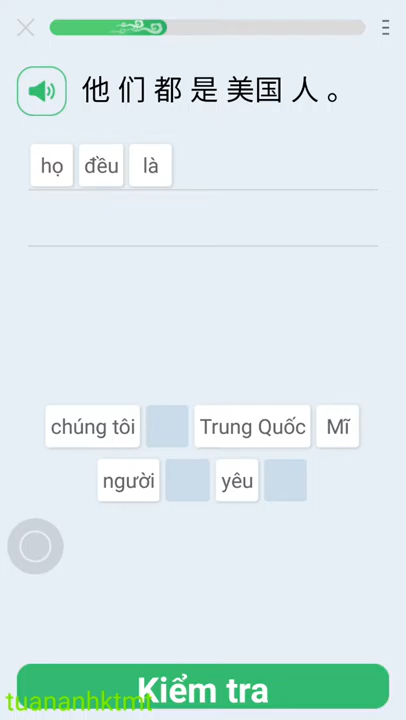 他 们 都 是 美国 人 。
họ đều là
chúng tôi Trung Quốc Mĩ
người yêu
Kiểm tra
tuananhktmt